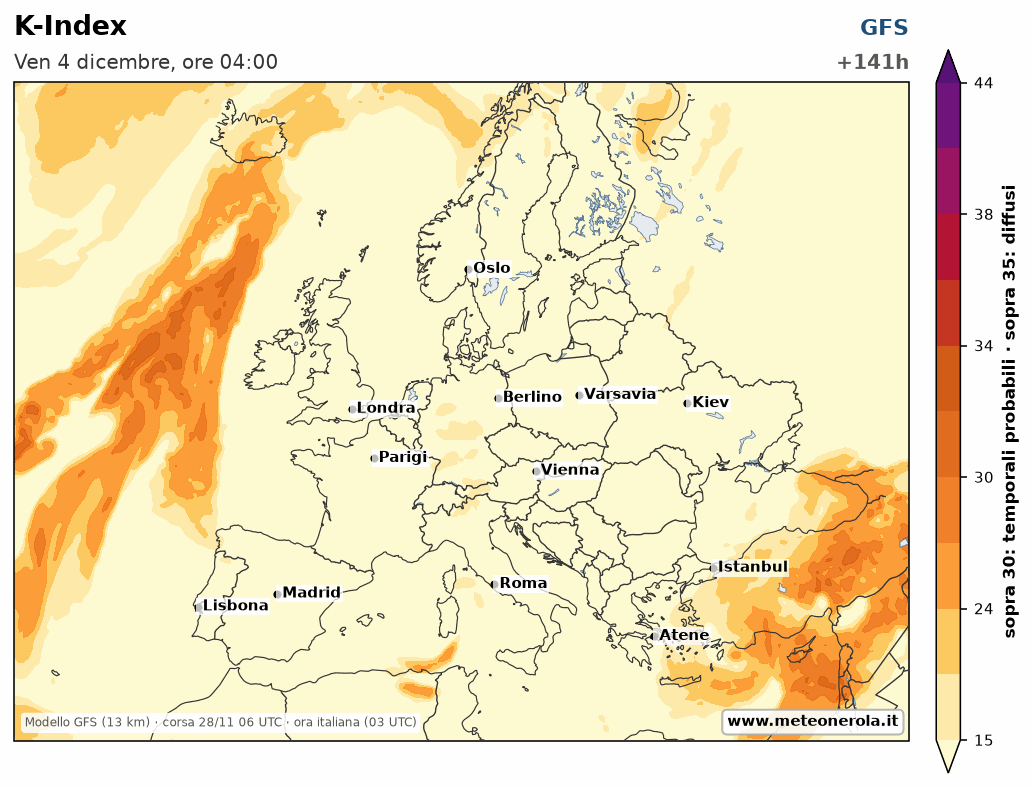 K-Index
GFS
Ven 4 dicembre, ore 04:00
+141h
44
38
34
30
24
15
sopra 30: temporali probabili · sopra 35: diffusi
Oslo
Berlino
Varsavia
Kiev
Londra
Parigi
Vienna
Istanbul
Roma
Madrid
Lisbona
Atene
Modello GFS (13 km) · corsa 28/11 06 UTC · ora italiana (03 UTC)
www.meteonerola.it